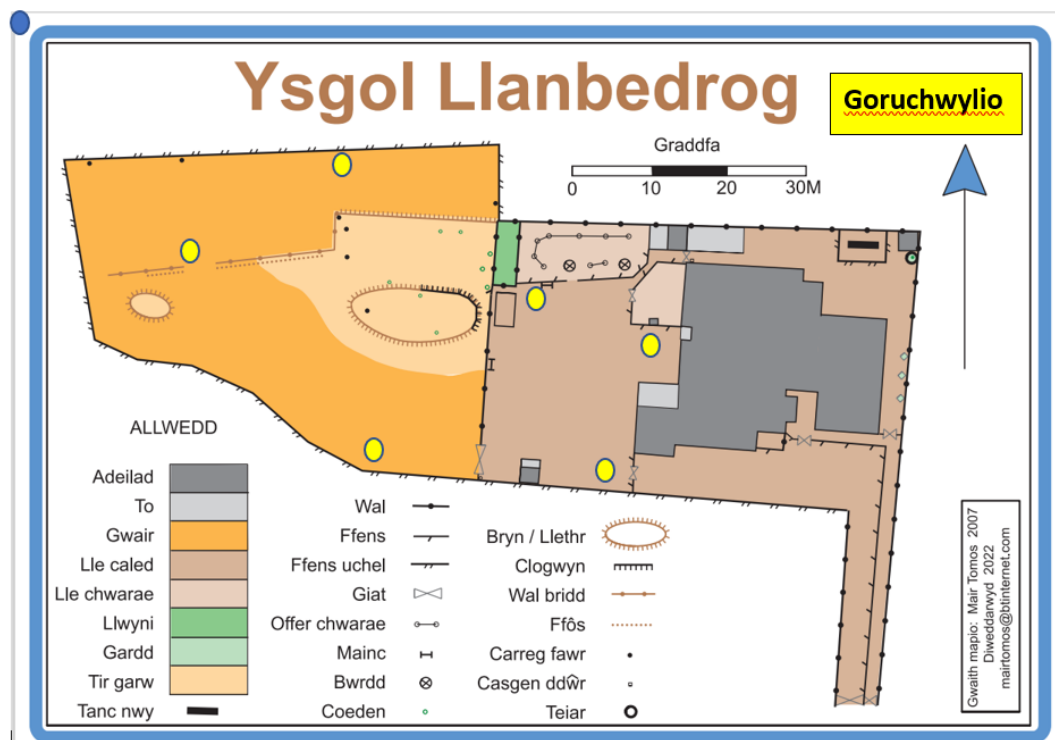 Ysgol Llanbedrog
Goruchwylio
Graddfa
0 10 20 30M
ALLWEDD
Adeilad
To
Gwair
Lle caled
Lle chwarae
Llwyni
Gardd
Tir garw
Tanc nwy
Wal
Ffens
Ffens uchel
Giat
Offer chwarae
Mainc
Bwrdd
Coeden
Bryn / Llethr
Clogwyn
Wal bridd
Ffôs
Carreg fawr
Casgen ddŵr
Teiar
Gwaith mapio: Mair Tomos 2007
Diweddarwyd 2022
mairtomos@btinternet.com